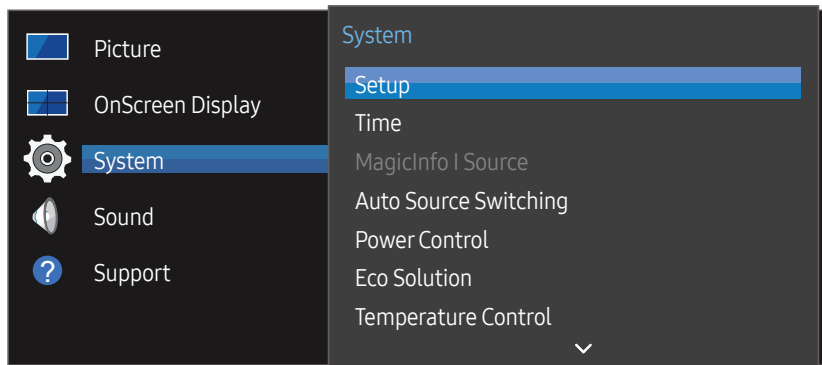 Picture
OnScreen Display
System
Sound
? Support
System
Setup
Time
MagicInfo I Source
Auto Source Switching
Power Control
Eco Solution
Temperature Control